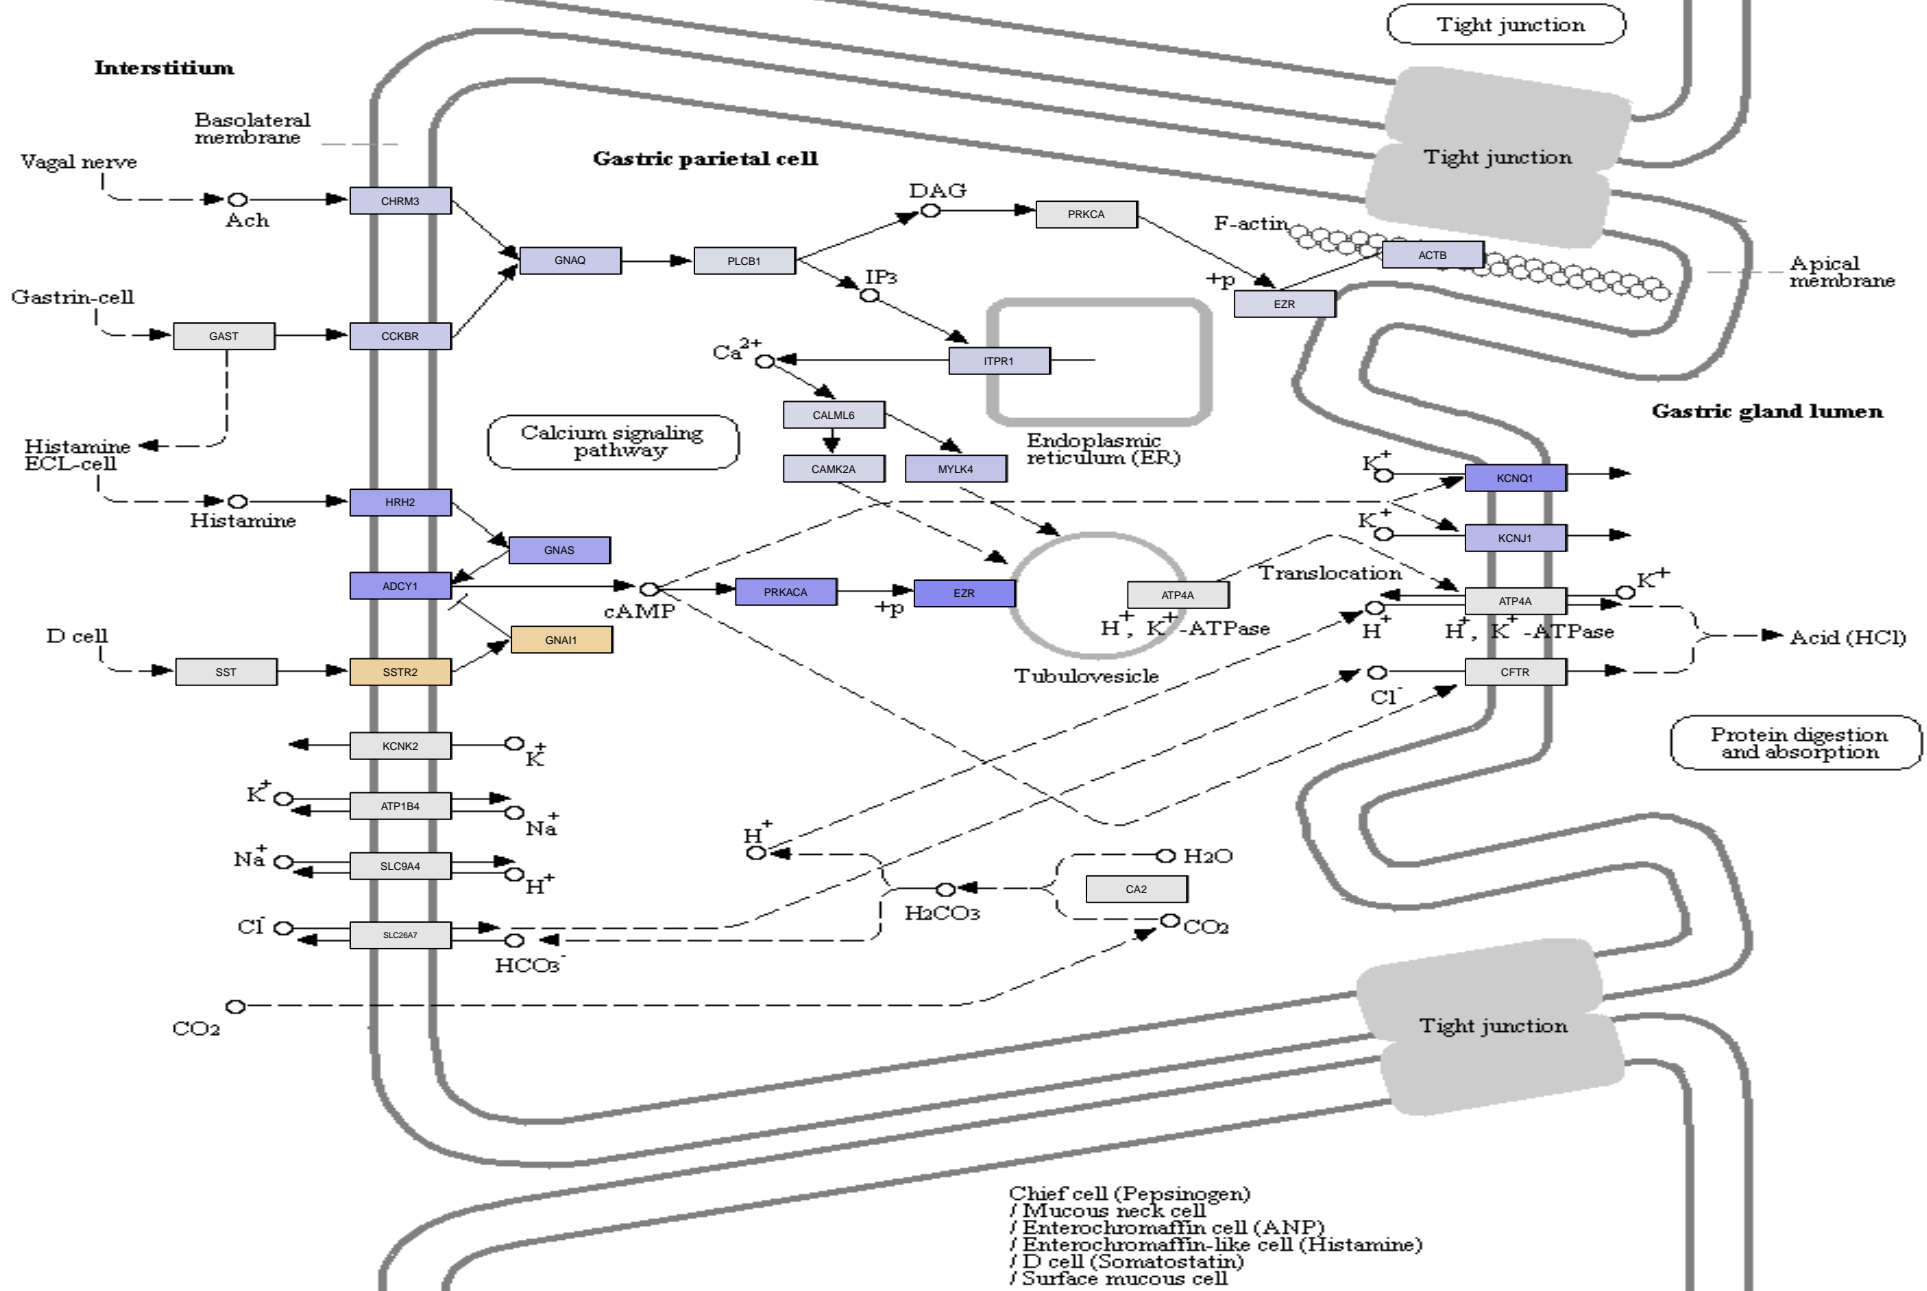 Tight junction
Interstitium
Basolateral
membrane
Vagal nerve
Gastric parietal cell
Tight junction
Ach
CHRM3
DAG
PRKCA
F-actin
GNAQ
PLCB1
IP3
+p
ACTB
EZR
Apical
membrane
Gastrin-cell
GAST
CCKBR
Ca2+
ITPR1
CALML6
Calcium signaling
pathway
Gastric gland lumen
Histamine
ECL-cell
CAMK2A
MYLK4
Endoplasmic
reticulum (ER)
K+
KCNQ1
Histamine
HRH2
K+
KCNJ1
GNAS
ADCY1
cAMP
PRKACA
+p
EZR
Translocation
ATP4A
H+, K+-ATPase
K+
ATP4A
H+
H+, K+-ATPase
Acid (HCl)
D cell
GNAI1
SST
SSTR2
Tubulovesicle
CFTR
Cl-
KCNK2
K+
Protein digestion
and absorption
K+
ATP1B4
Na+
Na+
SLC9A4
H+
H+
H2O
CA2
H2CO3
CO2
Cl-
SLC26A7
HCO3-
CO2
Tight junction
Chief cell (Pepsinogen)
/ Mucous neck cell
/ Enterochromaffin cell (ANP)
/ Enterochromaffin-like cell (Histamine)
/ D cell (Somatostatin)
/ Surface mucous cell